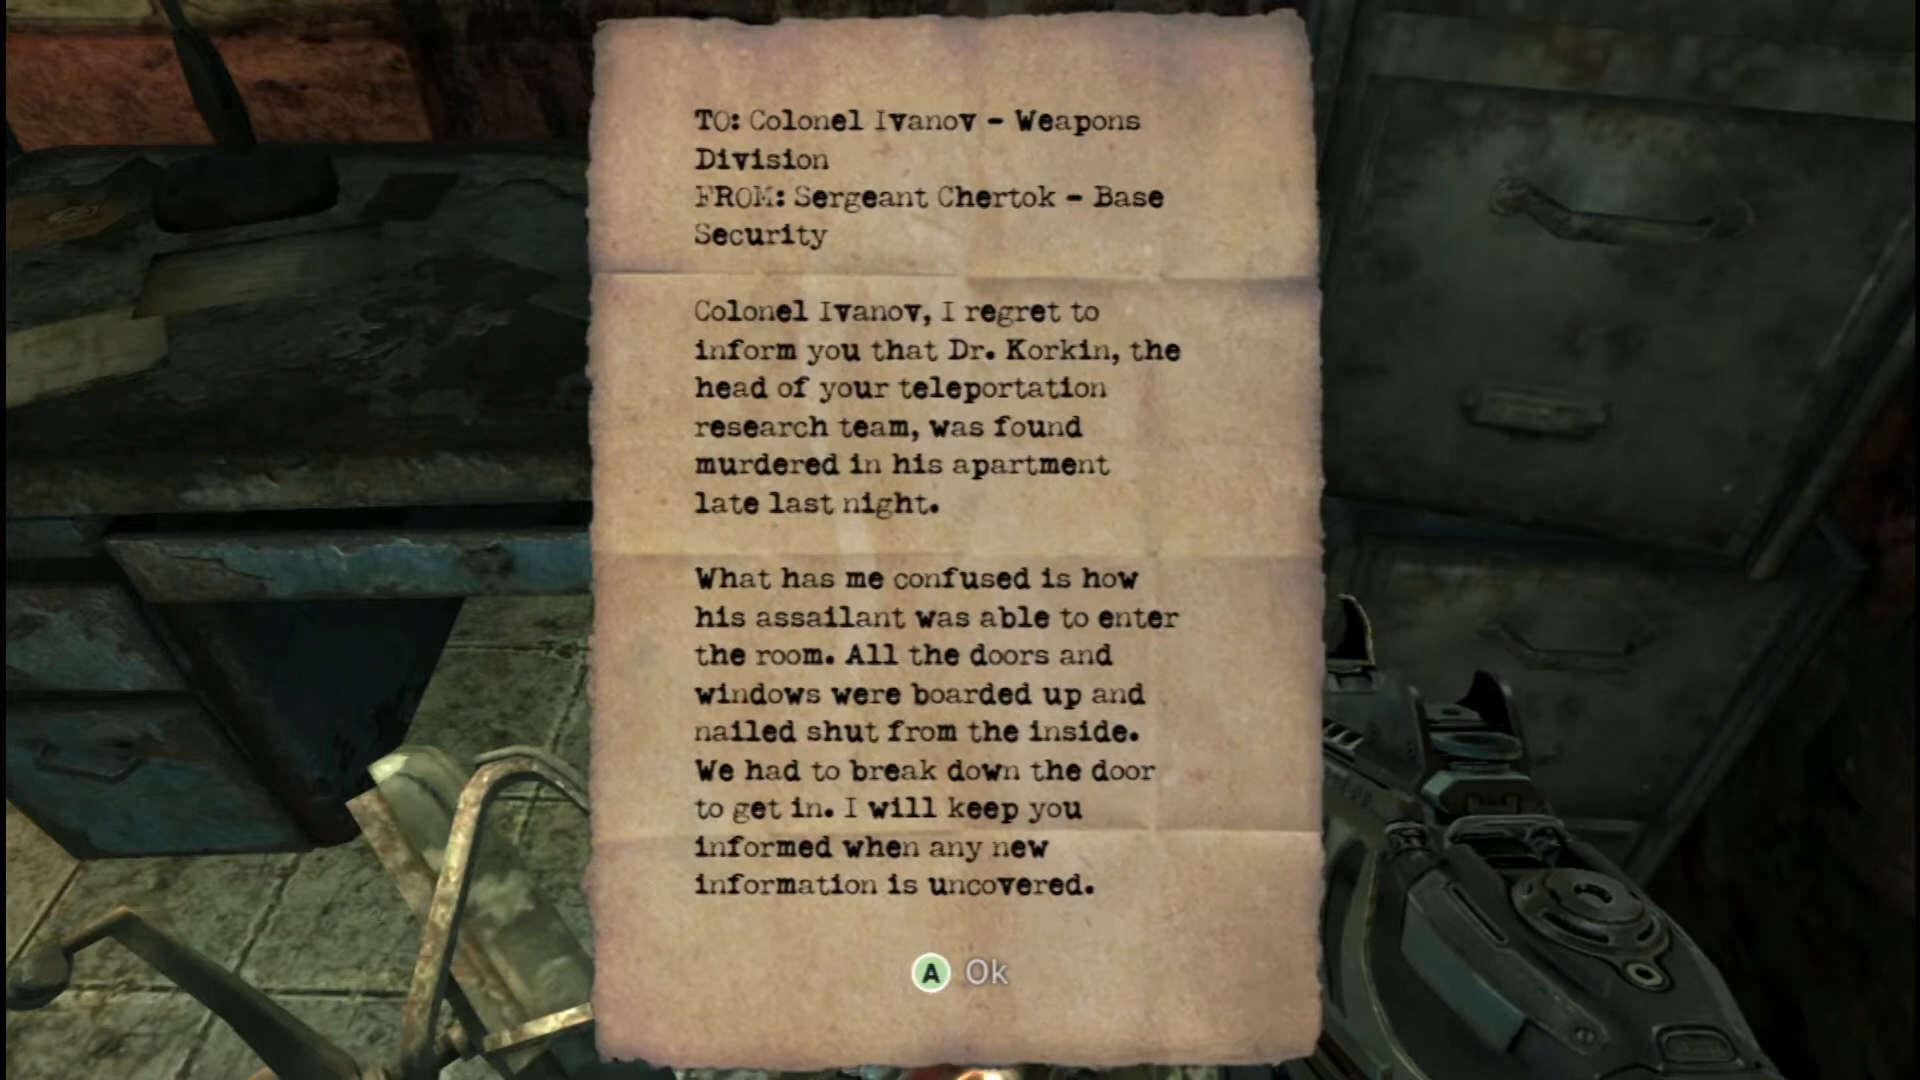 TO: Colonel Ivanov - Weapons
Division
FROM: Sergeant Chertok - Base
Security
Colonel Ivanov, I regret to
inform you that Dr. Korkin, the
head of your teleportation
research team, was found
murdered in his apartment
late last night.
What has me confused is how
his assailant was able to enter
the room. All the doors and
windows were boarded up and
nailed shut from the inside.
We had to break down the door
to get in. I will keep you
informed when any new
information is uncovered.
A Ok